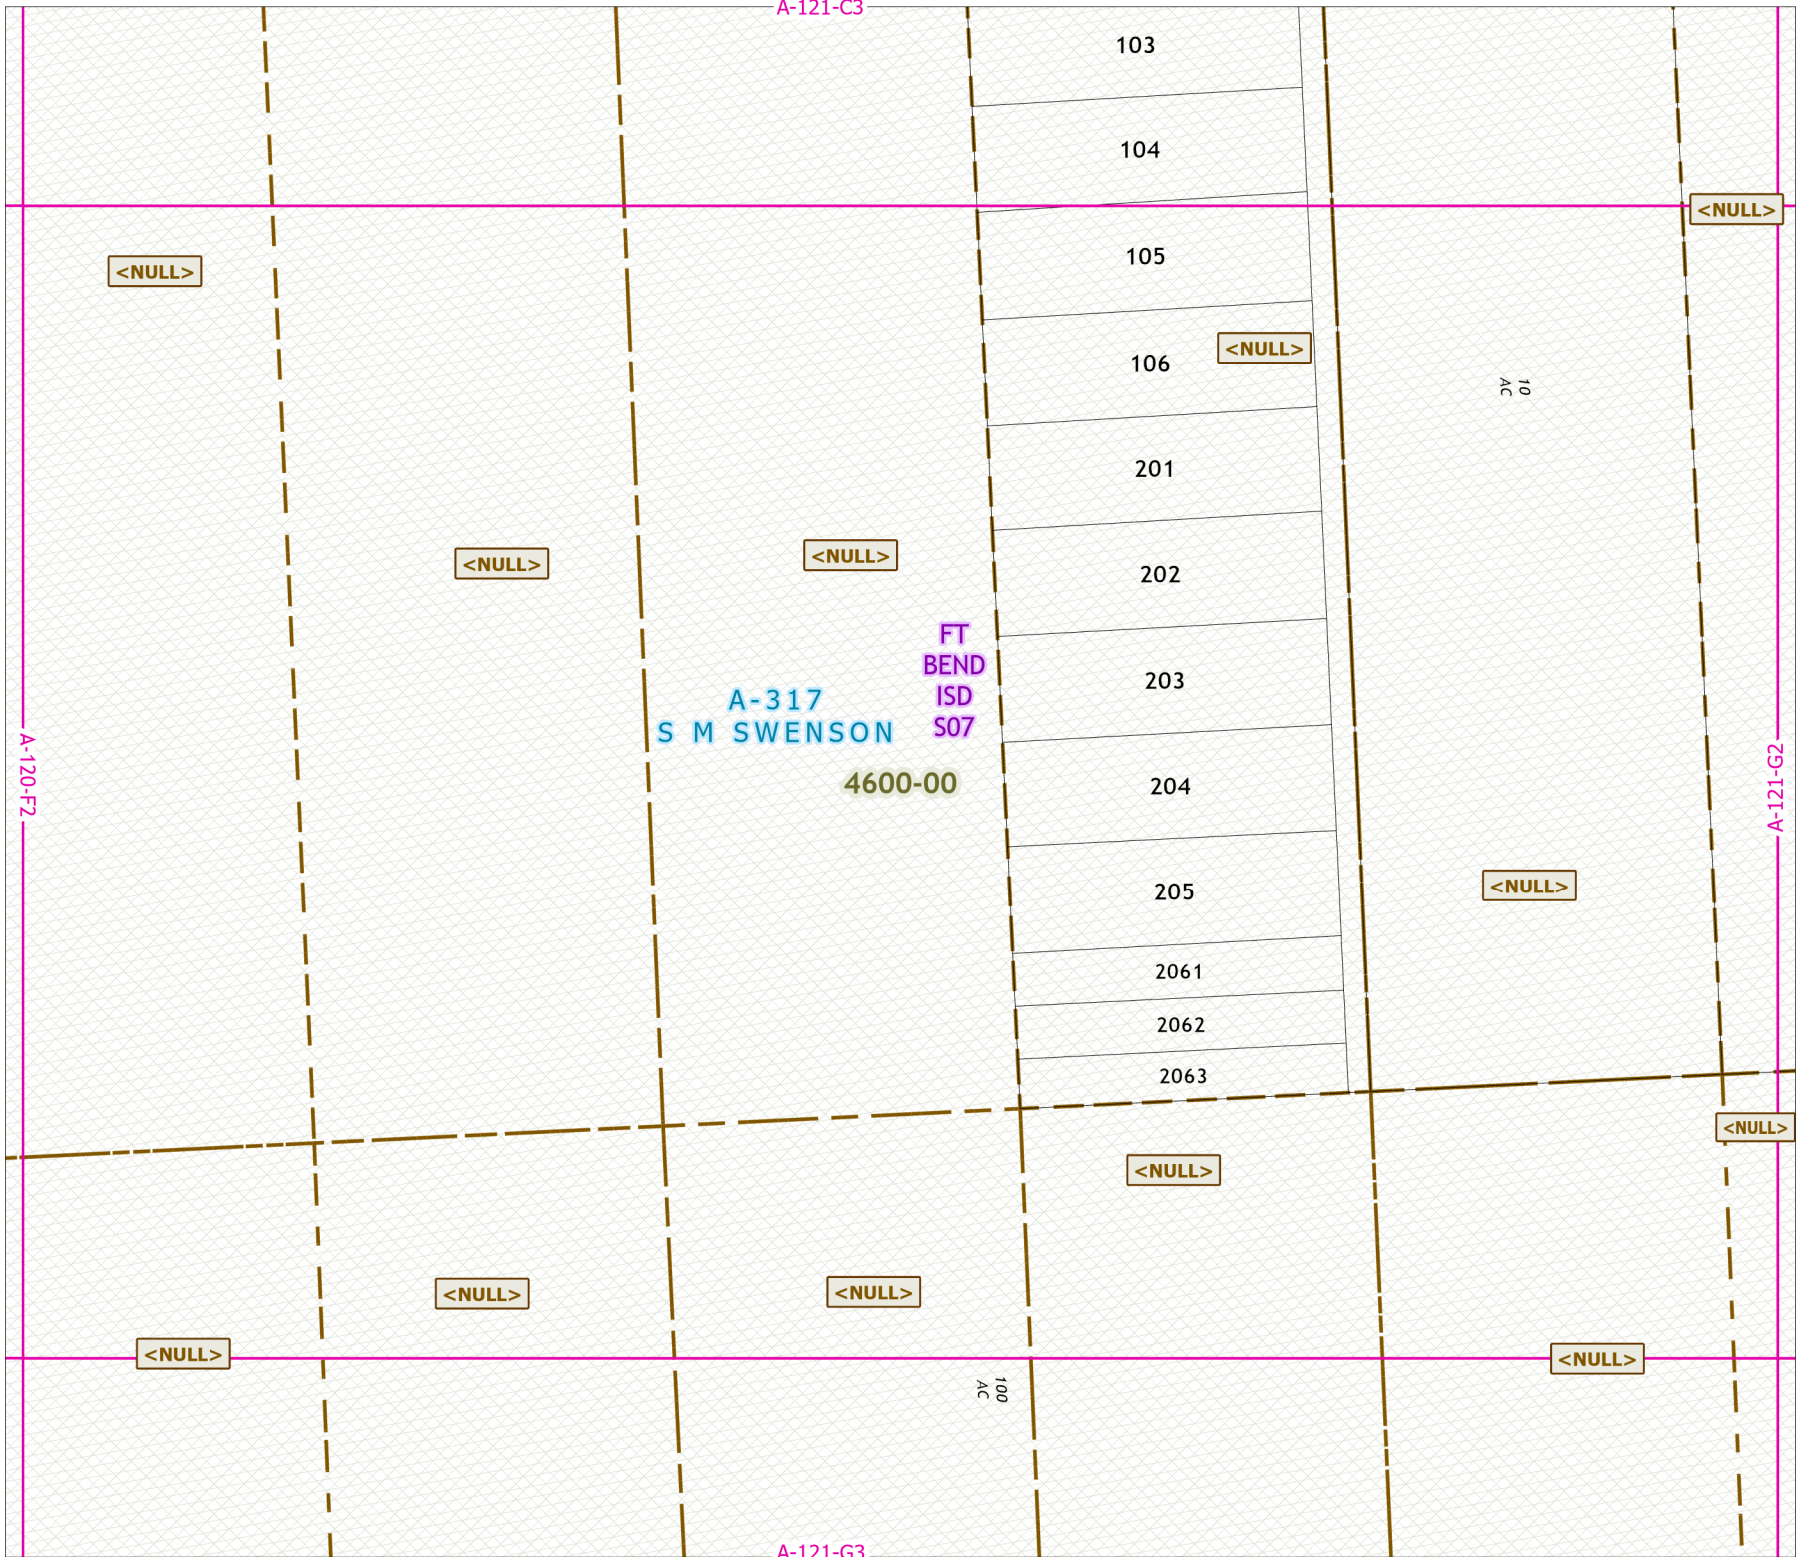 A-121-C3
103
104
<NULL>
105
<NULL>
<NULL>
106
10
AC
201
<NULL>
<NULL>
202
FT
BEND
ISD
S07
203
A-317
S M SWENSON
A-120-F2
4600-00
204
A-121-G2
205
<NULL>
2061
2062
2063
<NULL>
<NULL>
<NULL>
<NULL>
<NULL>
<NULL>
100
AC
A-121-G3